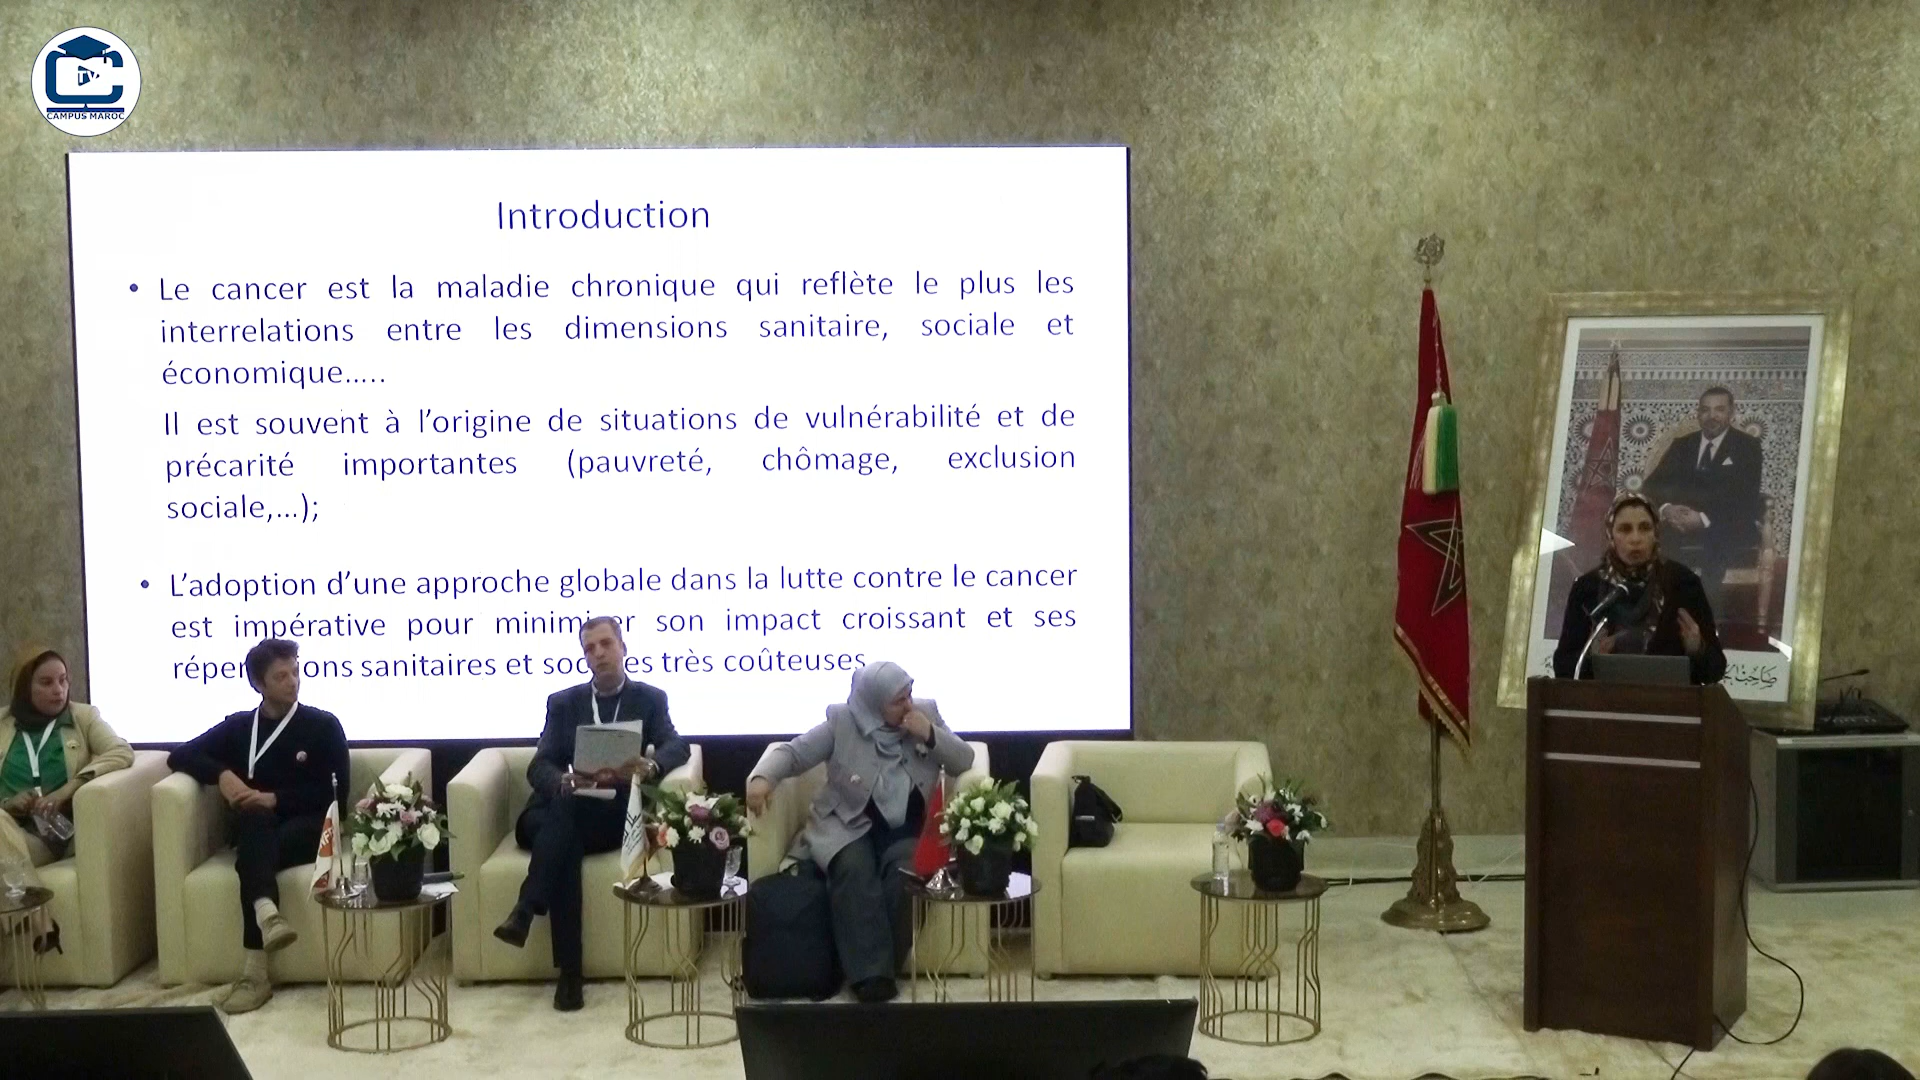 TV
CAMPUS MAROC
Introduction
• Le cancer est la maladie chronique qui reflète le plus les
interrelations entre les dimensions sanitaire, sociale et
économique.....
Il est souvent à l'origine de situations de vulnérabilité et de
précarité importantes (pauvreté, chômage, exclusion
sociale,...);
• L'adoption d'une approche globale dans la lutte contre le cancer
est impérative pour minimiser son impact croissant et ses
sanitaires et très coûteuses